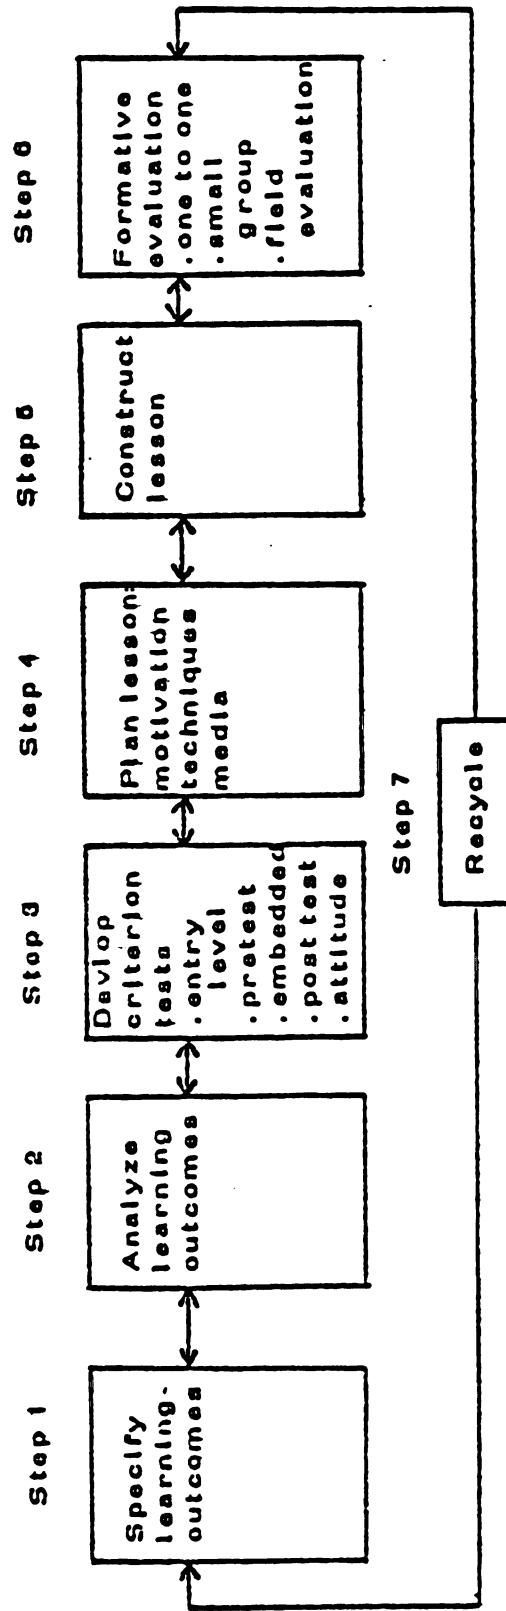 Step 1
Specify
learning-
outcomes
Step 2
Analyze
learning
outcomes
Step 3
Devlop
criterion
tests
.entry
level
.pretest
.embedded
.post test
.attitude
Step 4
Plan lesson:
motivation
techniques
media
Step 5
Construct
lesson
Step 6
Formative
evaluation
.one to one
.small
group
.field
evaluation
Step 7
Recycle